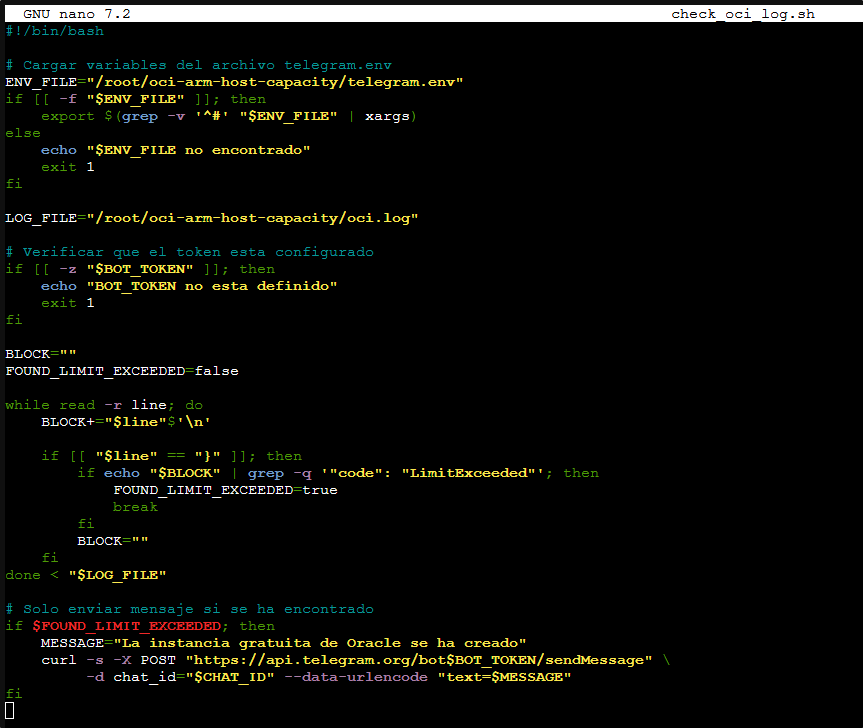 GNU nano 7.2 check_oci_log.sh
#!/bin/bash
# Cargar variables del archivo telegram.env
ENV_FILE="/root/oci-arm-host-capacity/telegram.env"
if [[ -f "$ENV_FILE" ]]; then
    export $(grep -v '^#' "$ENV_FILE" | xargs)
else
    echo "$ENV_FILE no encontrado"
    exit 1
fi
LOG_FILE="/root/oci-arm-host-capacity/oci.log"
# Verificar que el token esta configurado
if [[ -z "$BOT_TOKEN" ]]; then
    echo "BOT_TOKEN no esta definido"
    exit 1
fi
BLOCK=""
FOUND_LIMIT_EXCEEDED=false
while read -r line; do
    BLOCK+="$line"$'\n'
    if [[ "$line" == "}" ]]; then
        if echo "$BLOCK" | grep -q '"code": "LimitExceeded"'; then
            FOUND_LIMIT_EXCEEDED=true
            break
        fi
        BLOCK=""
    fi
done < "$LOG_FILE"
# Solo enviar mensaje si se ha encontrado
if $FOUND_LIMIT_EXCEEDED; then
    MESSAGE="La instancia gratuita de Oracle se ha creado"
    curl -s -X POST "https://api.telegram.org/bot$BOT_TOKEN/sendMessage" \
         -d chat_id="$CHAT_ID" --data-urlencode "text=$MESSAGE"
fi